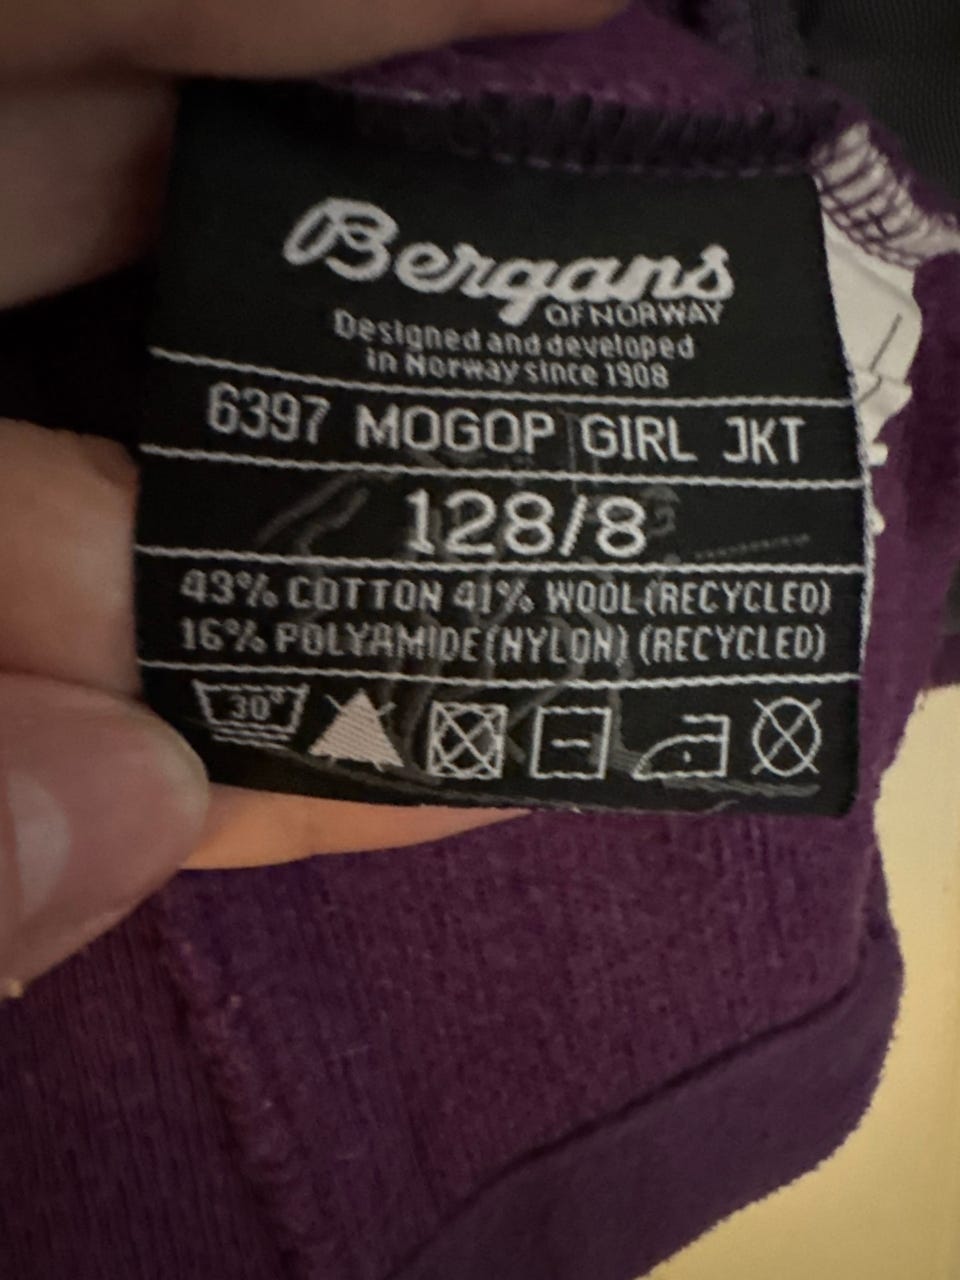 Bergans
OF NORWAY
Designed and developed
in Norway since 1908
6397 MOGOP GIRL JKT
128/8
43% COTTON 41% WOOL (RECYCLED)
16% POLYAMIDE (NYLON) (RECYCLED)
30°